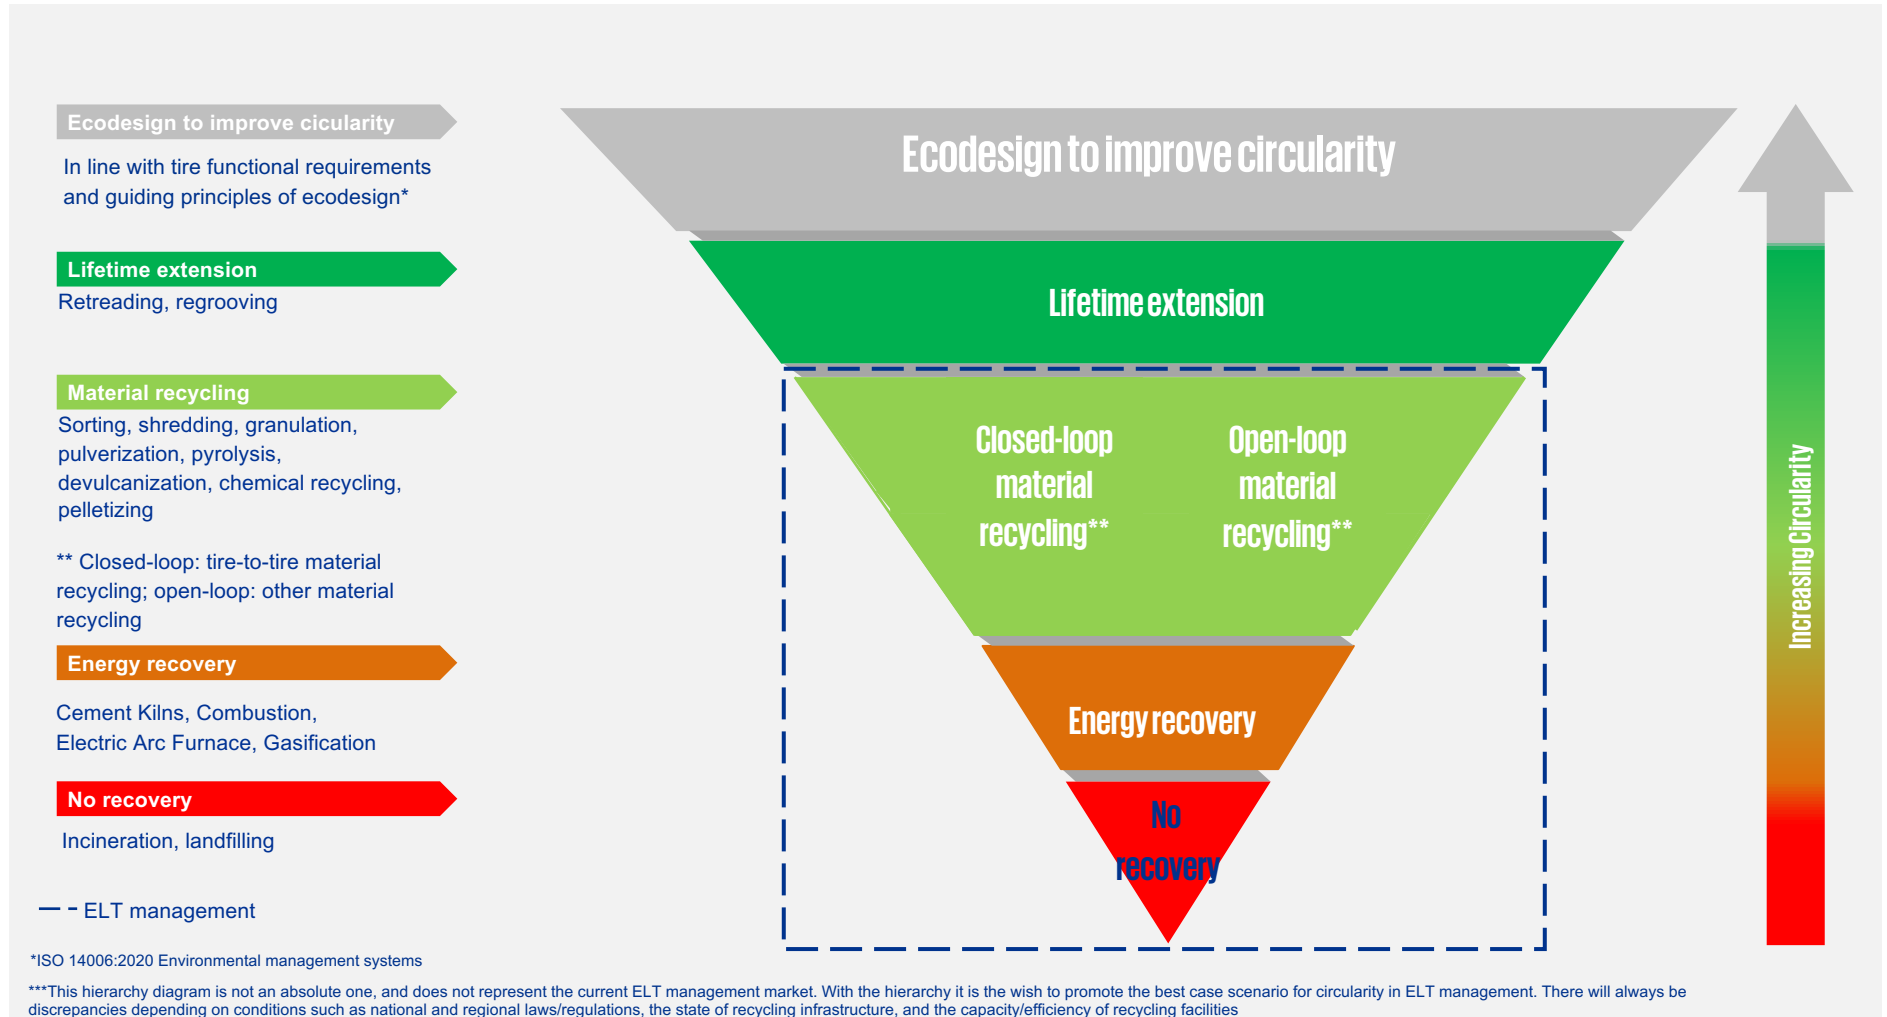 Ecodesign to improve cicularity
In line with tire functional requirements
and guiding principles of ecodesign*
Lifetime extension
Retreading, regrooving
Material recycling
Sorting, shredding, granulation,
pulverization, pyrolysis,
devulcanization, chemical recycling,
pelletizing
** Closed-loop: tire-to-tire material
recycling; open-loop: other material
recycling
Energy recovery
Cement Kilns, Combustion,
Electric Arc Furnace, Gasification
No recovery
Incineration, landfilling
ELT management
Ecodesign to improve circularity
Lifetime extension
Closed-loop
material
recycling**
Open-loop
material
recycling**
Energy recovery
No
recovery
Increasing Circularity
*ISO 14006:2020 Environmental management systems
***This hierarchy diagram is not an absolute one, and does not represent the current ELT management market. With the hierarchy it is the wish to promote the best case scenario for circularity in ELT management. There will always be
discrepancies depending on conditions such as national and regional laws/regulations, the state of recycling infrastructure, and the capacity/efficiency of recycling facilities